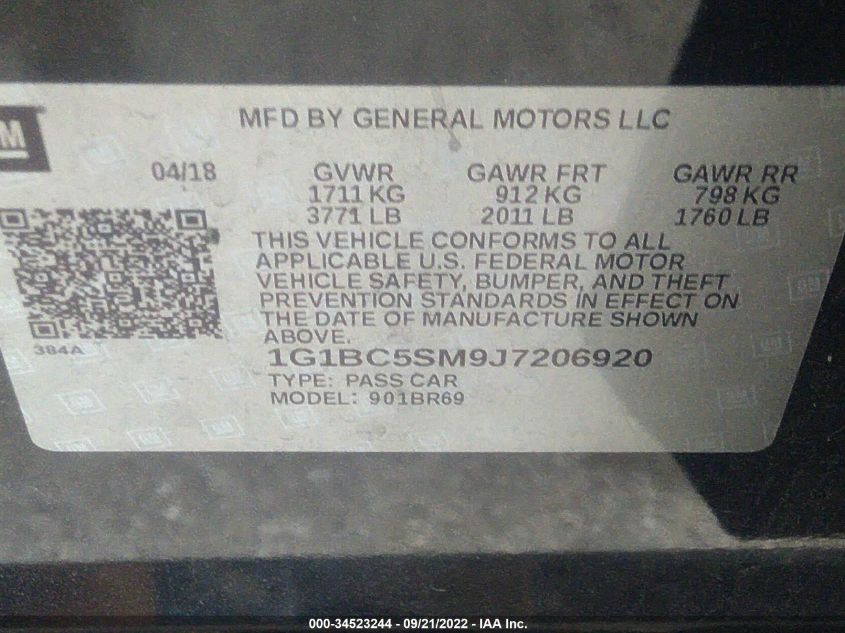 GM
MFD BY GENERAL MOTORS LLC
04/18 GVWR GAWR FRT GAWR RR
1711 KG 912 KG 798 KG
3771 LB 2011 LB 1760 LB
THIS VEHICLE CONFORMS TO ALL
APPLICABLE U.S. FEDERAL MOTOR
VEHICLE SAFETY, BUMPER, AND THEFT
PREVENTION STANDARDS IN EFFECT ON
THE DATE OF MANUFACTURE SHOWN
ABOVE.
384A
1G1BC5SM9J7206920
TYPE: PASS CAR
MODEL: 901BR69
000-34523244 - 09/21/2022 - IAA Inc.